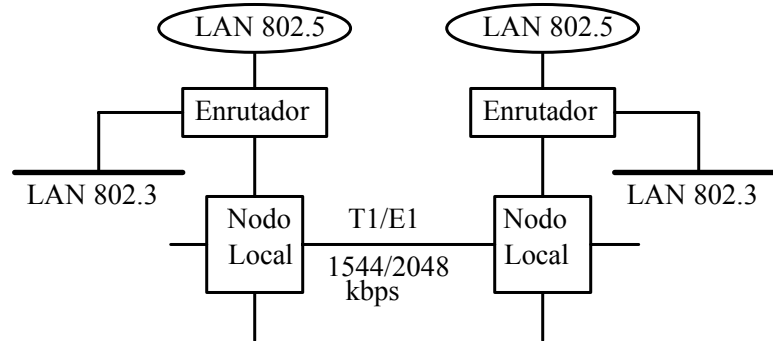 LAN 802.5
LAN 802.5
Enrutador
Enrutador
LAN 802.3
LAN 802.3
Nodo
Local
T1/E1
1544/2048
kbps
Nodo
Local